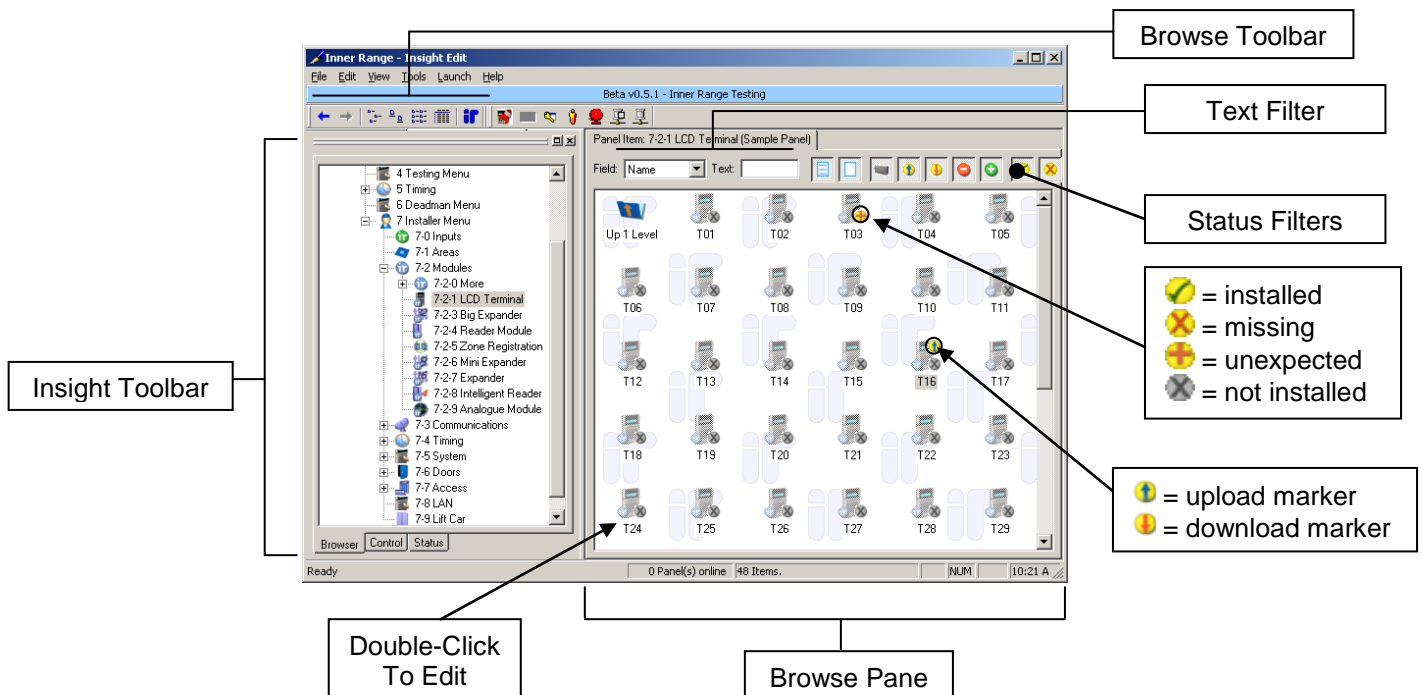 Browse Toolbar
Inner Range - Insight Edit
File Edit View Tools Launch Help
Beta v0.5.1 - Inner Range Testing
Text Filter
Panel Item: 7-2-1 LCD Terminal (Sample Panel)
Field: Name Text:
Status Filters
4 Testing Menu
5 Timing
6 Deadman Menu
7 Installer Menu
7-0 Inputs
7-1 Areas
7-2 Modules
7-2-0 More
7-2-1 LCD Terminal
7-2-3 Big Expander
7-2-4 Reader Module
7-2-5 Zone Registration
7-2-6 Mini Expander
7-2-7 Expander
7-2-8 Intelligent Reader
7-2-9 Analogue Module
7-3 Communications
7-4 Timing
7-5 System
7-6 Doors
7-7 Access
7-8 LAN
7-9 Lift Car
Browser Control Status
Up 1 Level T01 T02 T03 T04 T05
T06 T07 T08 T09 T10 T11
T12 T13 T14 T15 T16 T17
T18 T19 T20 T21 T22 T23
T24 T25 T26 T27 T28 T29
= installed
= missing
= unexpected
= not installed
Insight Toolbar
= upload marker
= download marker
Ready 0 Panel(s) online 48 Items. NUM 10:21 A
Double-Click
To Edit
Browse Pane